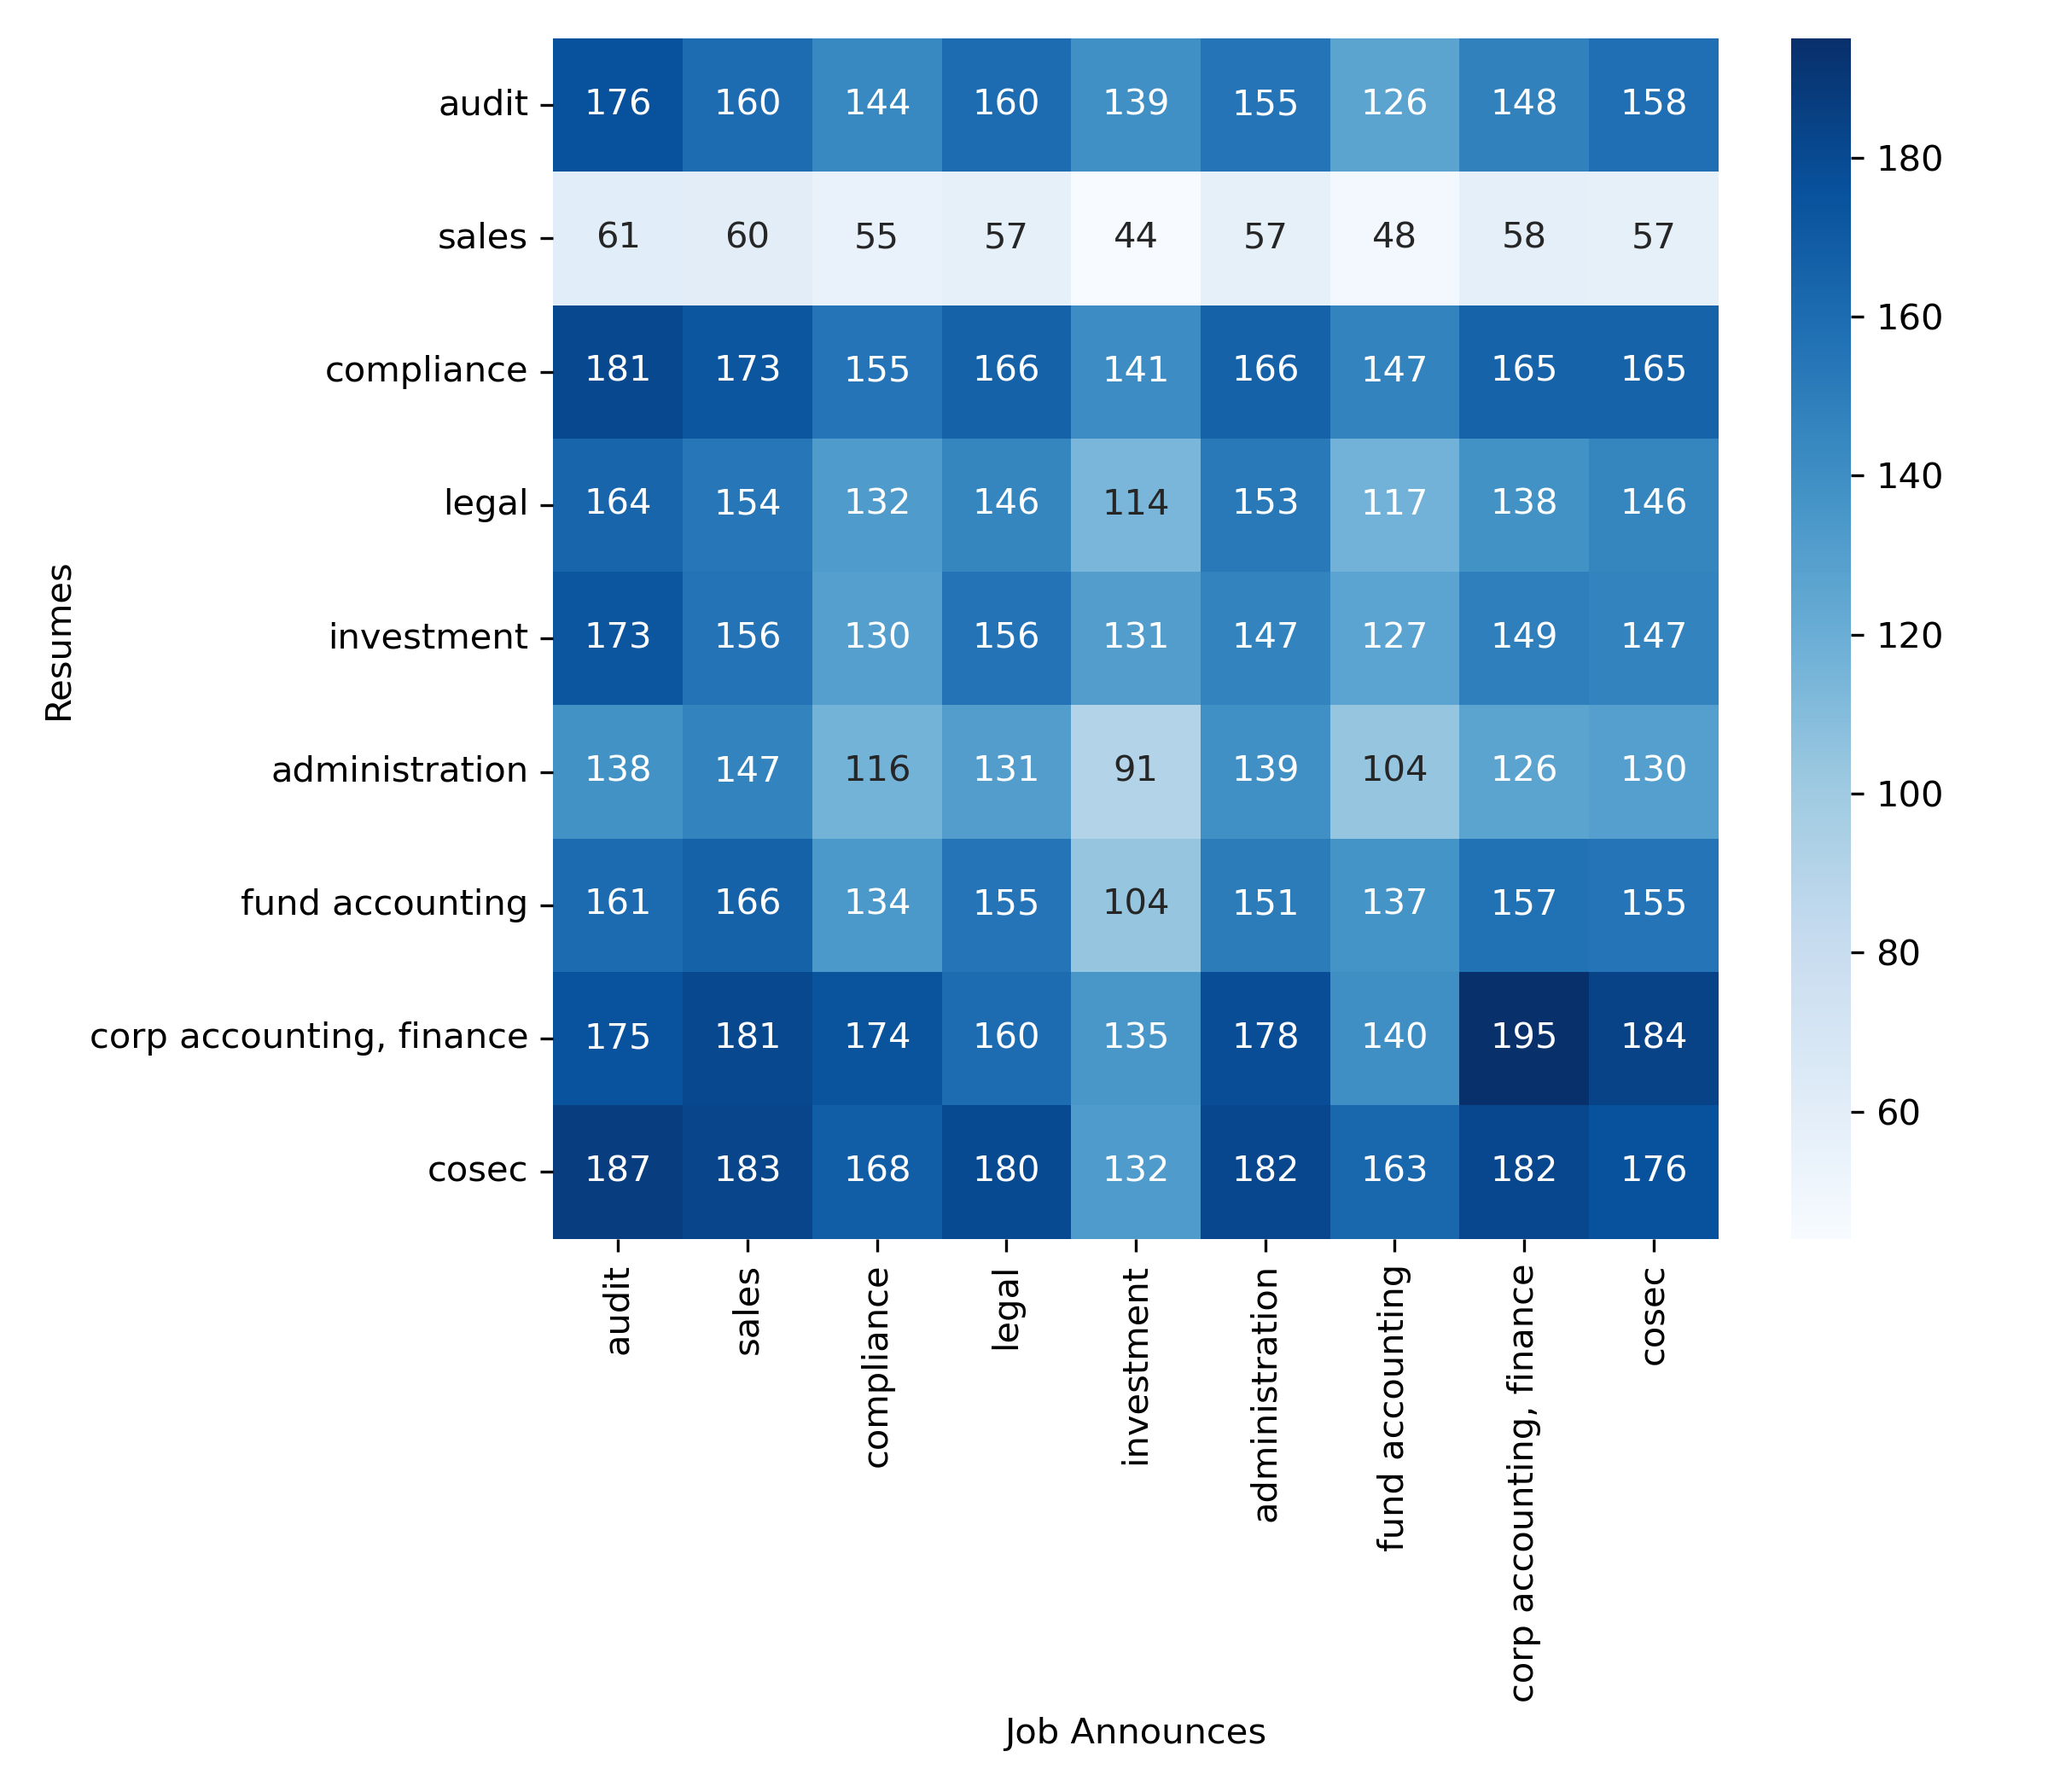 audit 176 160 144 160 139 155 126 148 158
sales 61 60 55 57 44 57 48 58 57
compliance 181 173 155 166 141 166 147 165 165
legal 164 154 132 146 114 153 117 138 146
investment 173 156 130 156 131 147 127 149 147
administration 138 147 116 131 91 139 104 126 130
fund accounting 161 166 134 155 104 151 137 157 155
corp accounting, finance 175 181 174 160 135 178 140 195 184
cosec 187 183 168 180 132 182 163 182 176
Resumes
audit
sales
compliance
legal
investment
administration
fund accounting
corp accounting, finance
cosec
Job Announces
180
160
140
120
100
80
60